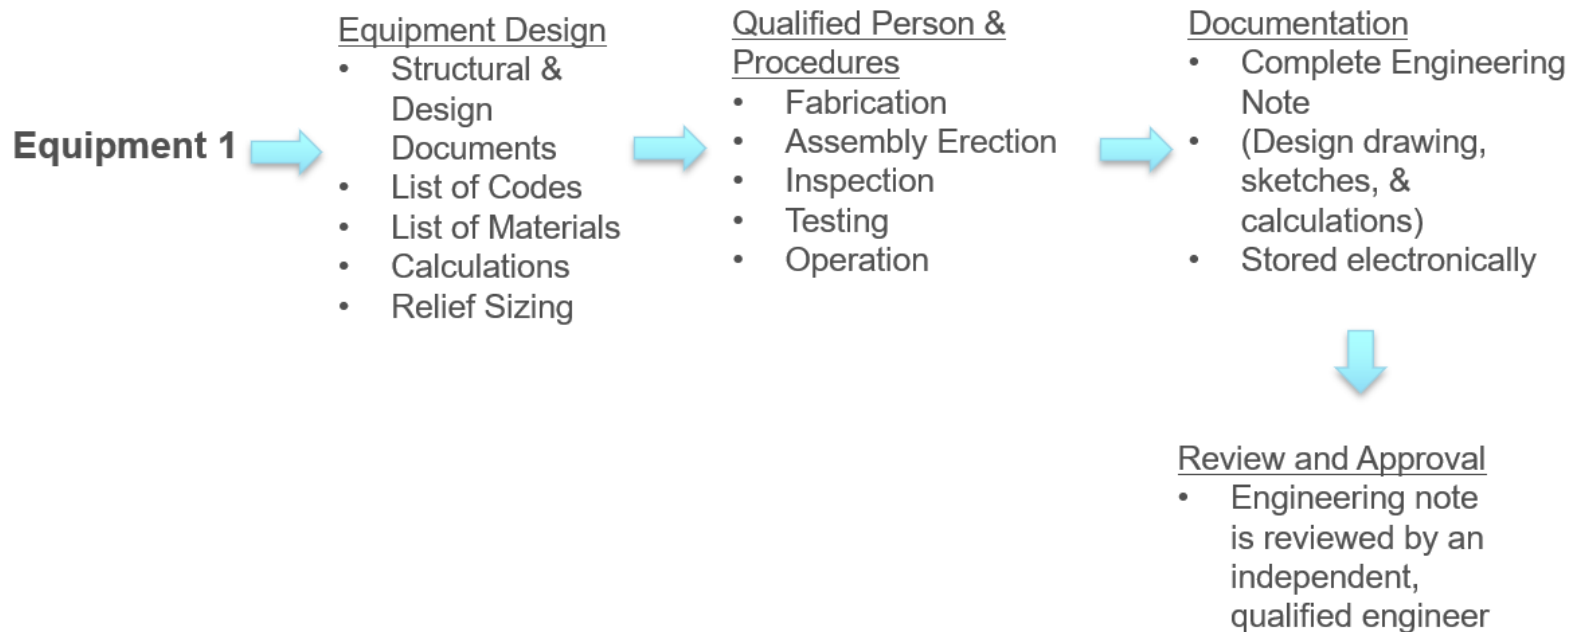 Equipment 1
Equipment Design
• Structural &
Design
Documents
• List of Codes
• List of Materials
• Calculations
• Relief Sizing
Qualified Person &
Procedures
• Fabrication
• Assembly Erection
• Inspection
• Testing
• Operation
Documentation
• Complete Engineering
Note
• (Design drawing,
sketches, &
calculations)
• Stored electronically
Review and Approval
• Engineering note
is reviewed by an
independent,
qualified engineer